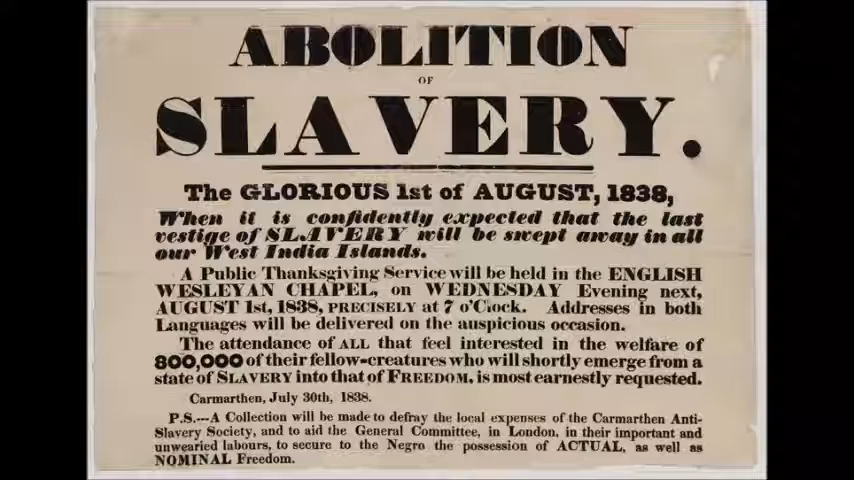 ABOLITION
OF
SLAVERY.
The GLORIOUS 1st of AUGUST, 1838,
When it is confidently expected that the last
vestige of SLAVERY will be swept away in all
our West India Islands.
A Public Thanksgiving Service will be held in the ENGLISH
WESLEYAN CHAPEL, on WEDNESDAY Evening next,
AUGUST 1st, 1838, PRECISELY at 7 o'Clock. Addresses in both
Languages will be delivered on the auspicious occasion.
The attendance of ALL that feel interested in the welfare of
800,000 of their fellow-creatures who will shortly emerge from a
state of SLAVERY into that of FREEDOM, is most earnestly requested.
Carmarthen, July 30th, 1838.
P.S.---A Collection will be made to defray the local expenses of the Carmarthen Anti-
Slavery Society, and to aid the General Committee, in London, in their important and
unwearied labours, to secure to the Negro the possession of ACTUAL, as well as
NOMINAL Freedom.